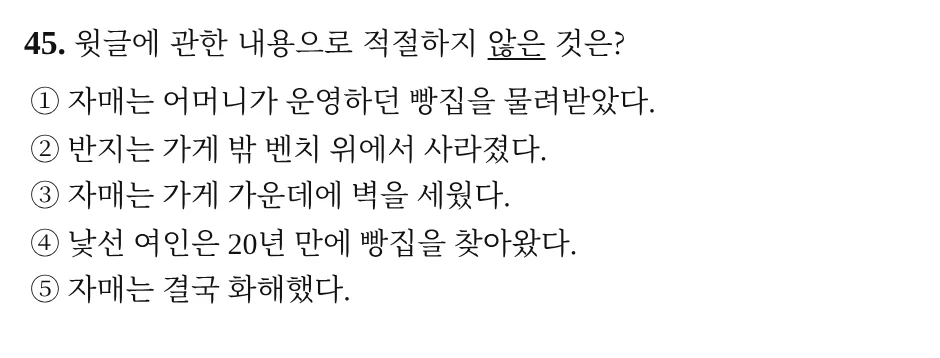 45. 윗글에 관한 내용으로 적절하지 않은 것은?
① 자매는 어머니가 운영하던 빵집을 물려받았다.
② 반지는 가게 밖 벤치 위에서 사라졌다.
③ 자매는 가게 가운데에 벽을 세웠다.
④ 낯선 여인은 20년 만에 빵집을 찾아왔다.
⑤ 자매는 결국 화해했다.